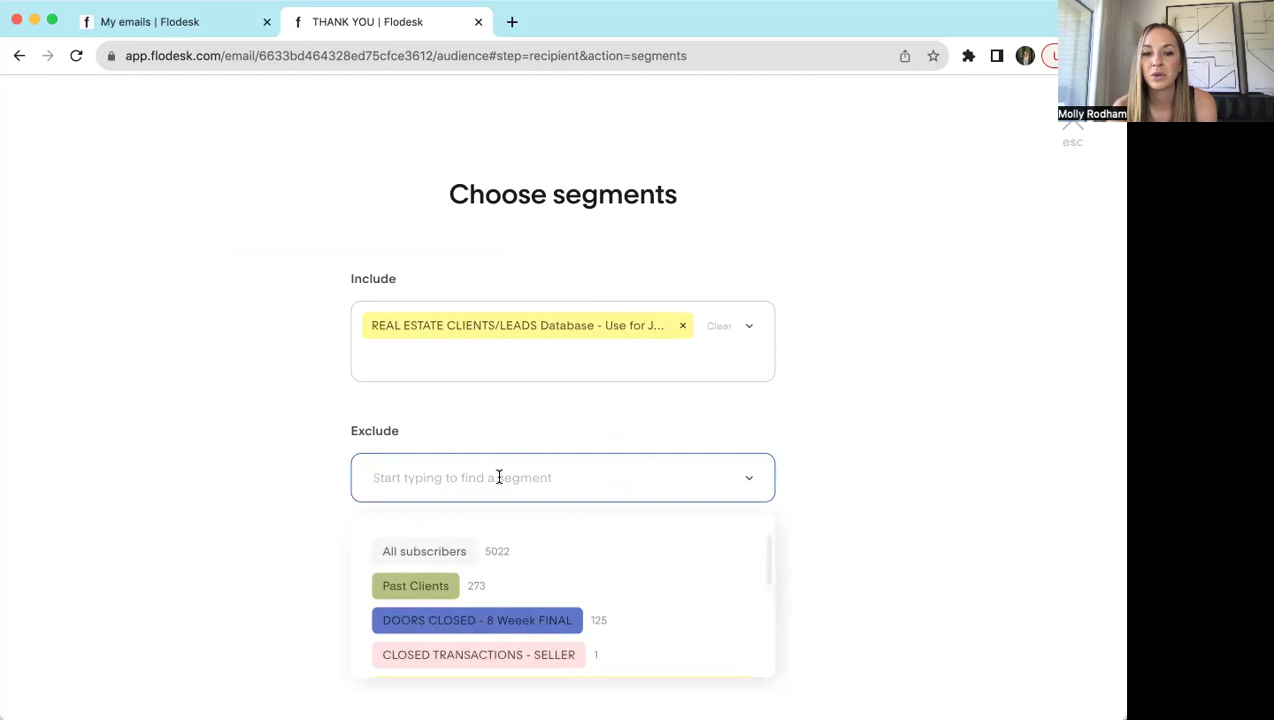 My emails | Flodesk
THANK YOU | Flodesk
app.flodesk.com/email/6633bd464328ed75cfce3612/audience#step=recipient&action=segments
Molly Rodham
esc
Choose segments
Include
REAL ESTATE CLIENTS/LEADS Database - Use for J...
Clear
Exclude
Start typing to find a segment
All subscribers 5022
Past Clients 273
DOORS CLOSED - 8 Weeek FINAL 125
CLOSED TRANSACTIONS - SELLER 1